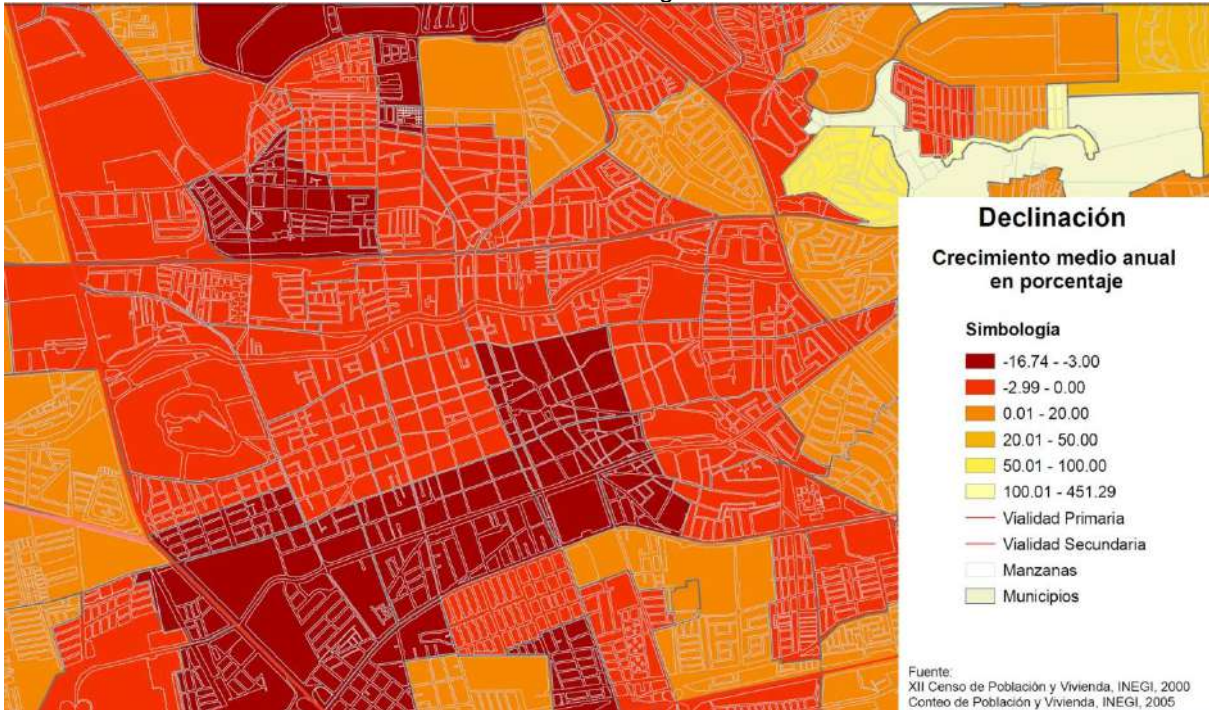 Declinación
Crecimiento medio anual
en porcentaje
Simbología
-16.74 - -3.00
-2.99 - 0.00
0.01 - 20.00
20.01 - 50.00
50.01 - 100.00
100.01 - 451.29
Vialidad Primaria
Vialidad Secundaria
Manzanas
Municipios
Fuente:
XII Censo de Población y Vivienda, INEGI, 2000
Conteo de Población y Vivienda, INEGI, 2005